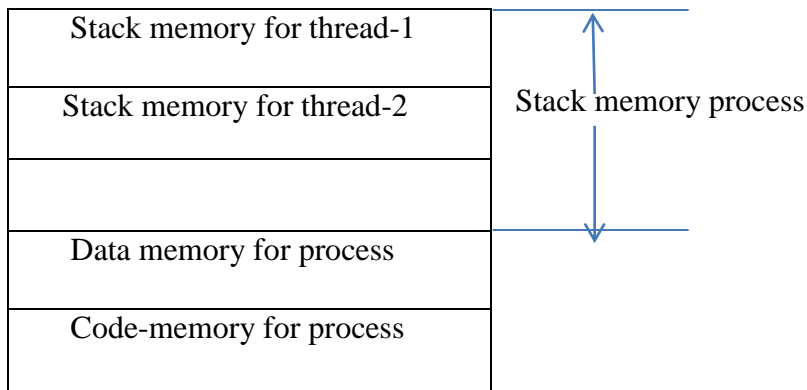 Stack memory for thread-1
Stack memory for thread-2
Stack memory process
Data memory for process
Code-memory for process